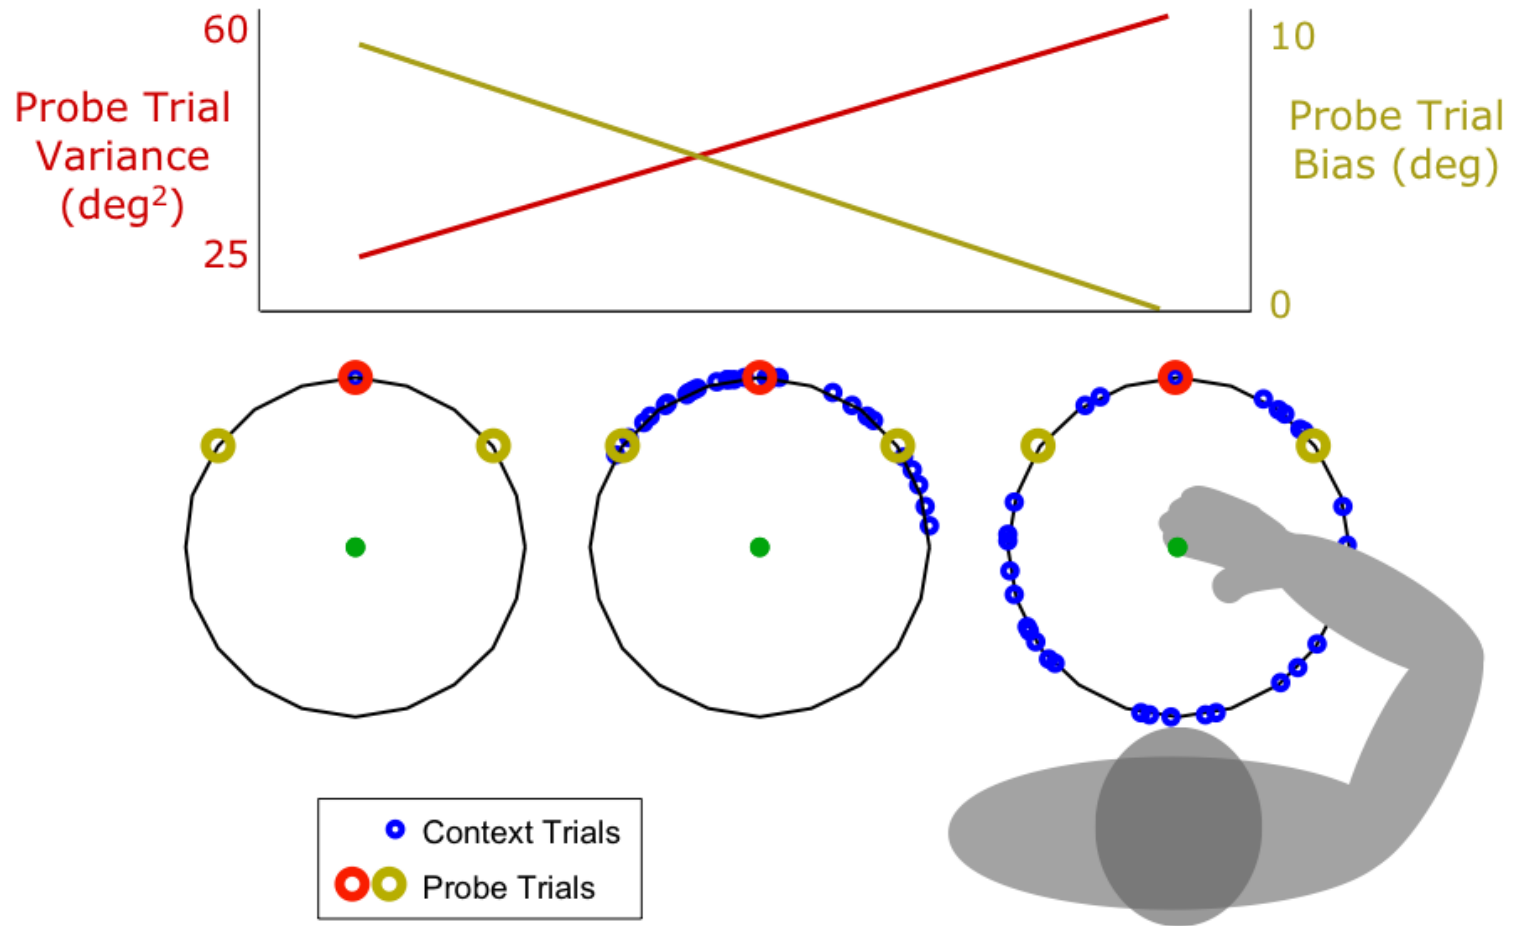 60
Probe Trial
Variance
(deg²)
25
10
Probe Trial
Bias (deg)
0
Context Trials
Probe Trials